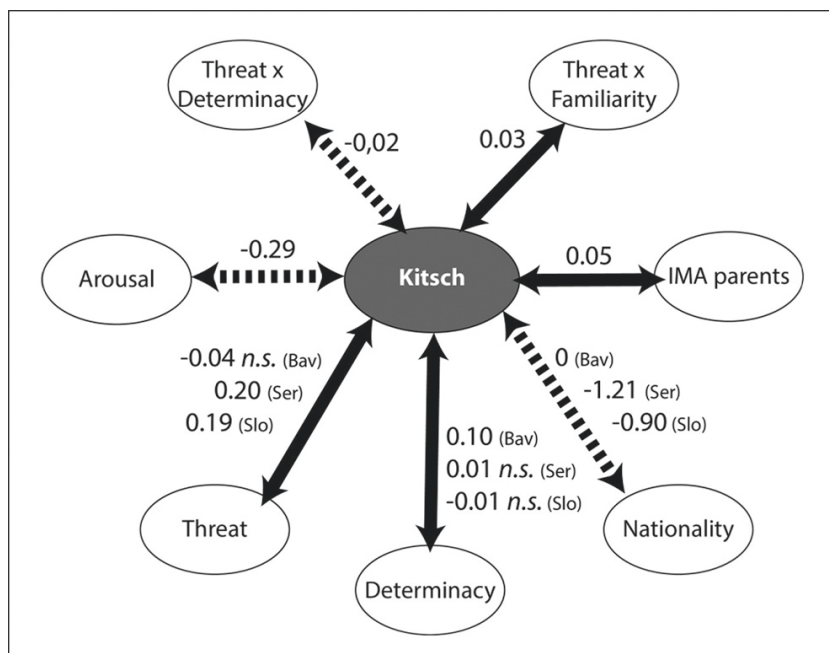 Threat x
Determinacy
Threat x
Familiarity
-0,02
0.03
-0.29
Arousal
Kitsch
0.05
IMA parents
-0.04 n.s. (Bav)
0.20 (Ser)
0.19 (Slo)
0 (Bav)
-1.21 (Ser)
-0.90 (Slo)
0.10 (Bav)
0.01 n.s. (Ser)
-0.01 n.s. (Slo)
Threat
Determinacy
Nationality